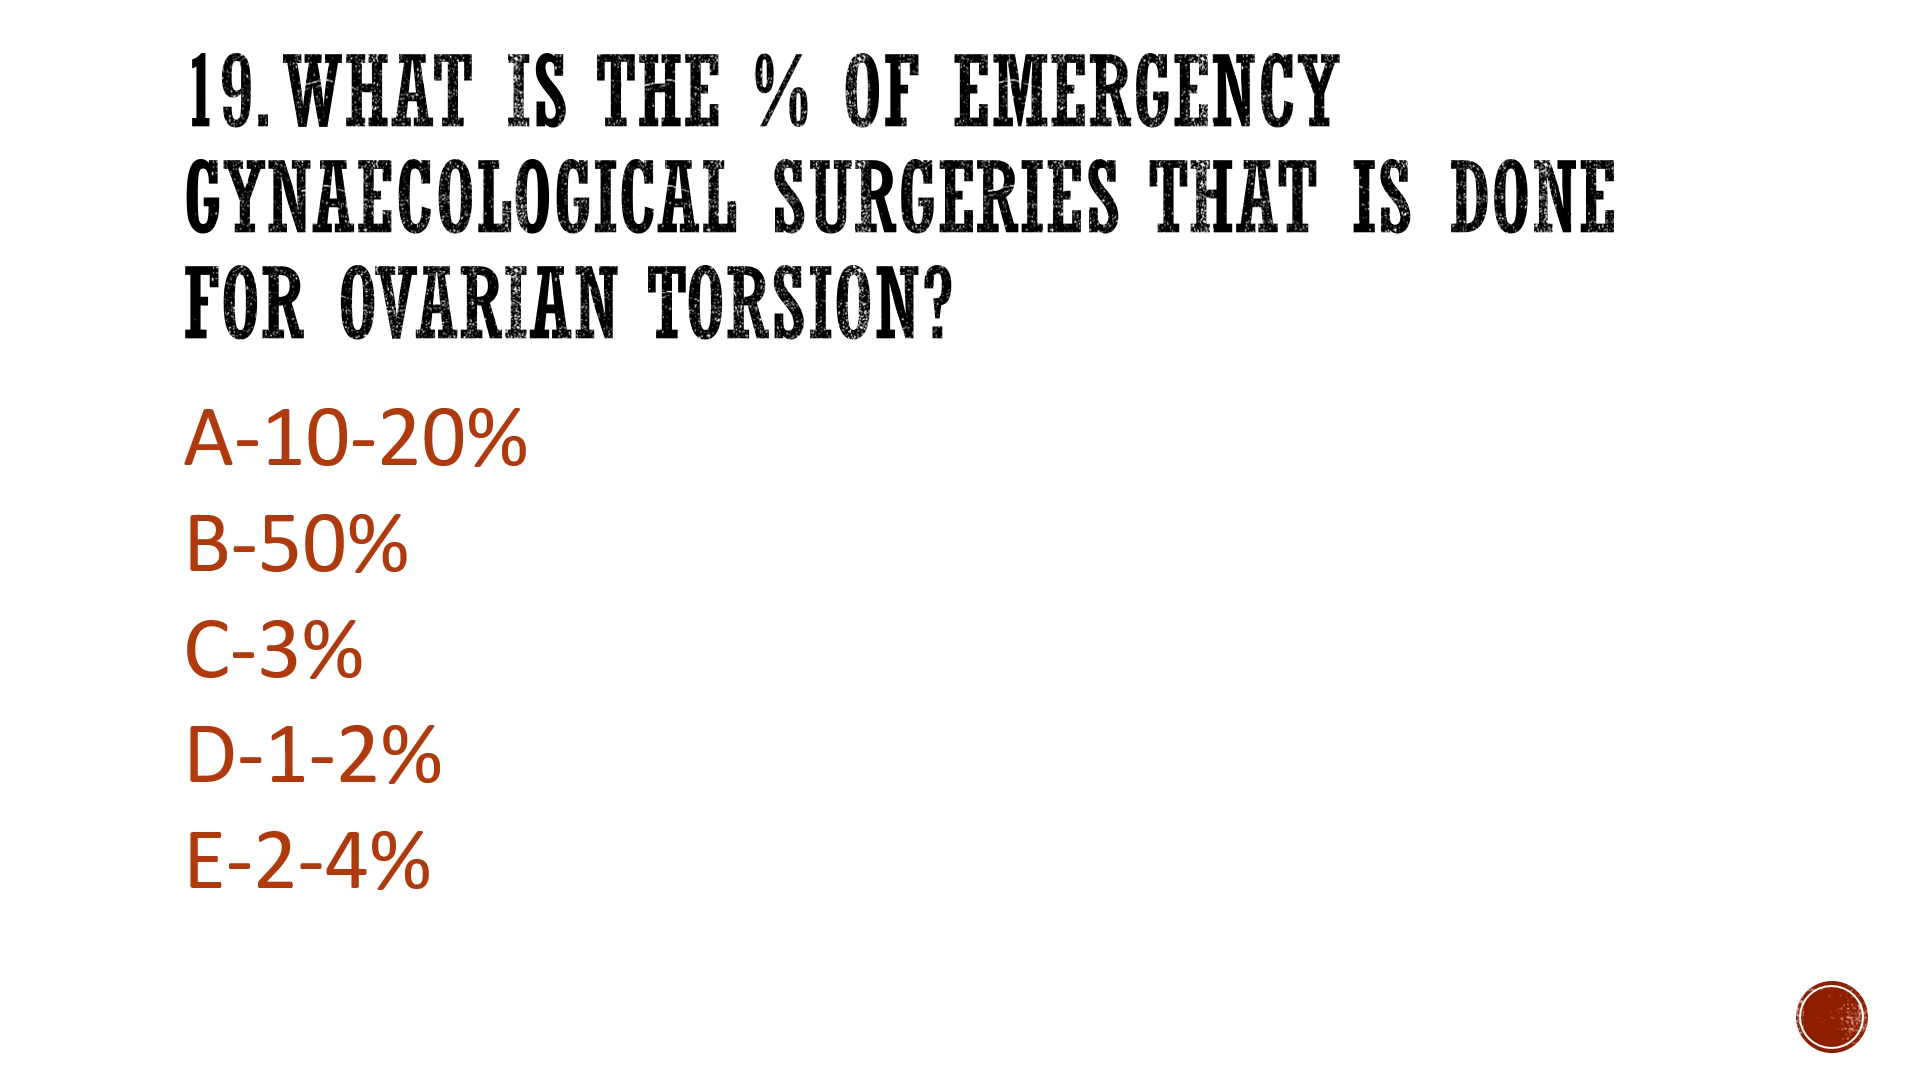 19. WHAT IS THE % OF EMERGENCY
GYNAECOLOGICAL SURGERIES THAT IS DONE
FOR OVARIAN TORSION?
A-10-20%
B-50%
C-3%
D-1-2%
E-2-4%